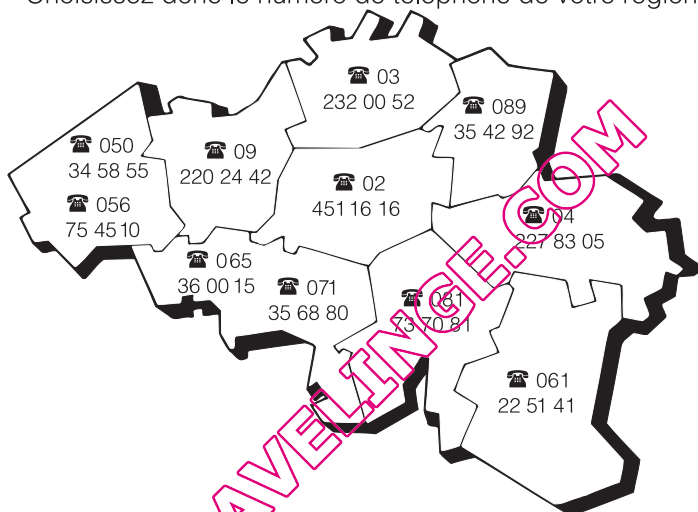 Choisissez donc le numéro de téléphone de votre région
☎ 03
232 00 52
☎ 089
35 42 92
☎ 050
34 58 55
☎ 09
220 24 42
☎ 02
451 16 16
☎ 056
75 45 10
☎ 04
227 83 05
☎ 065
36 00 15
☎ 071
35 68 80
☎ 081
73 70 81
☎ 061
22 51 41
AVELINGE.COM